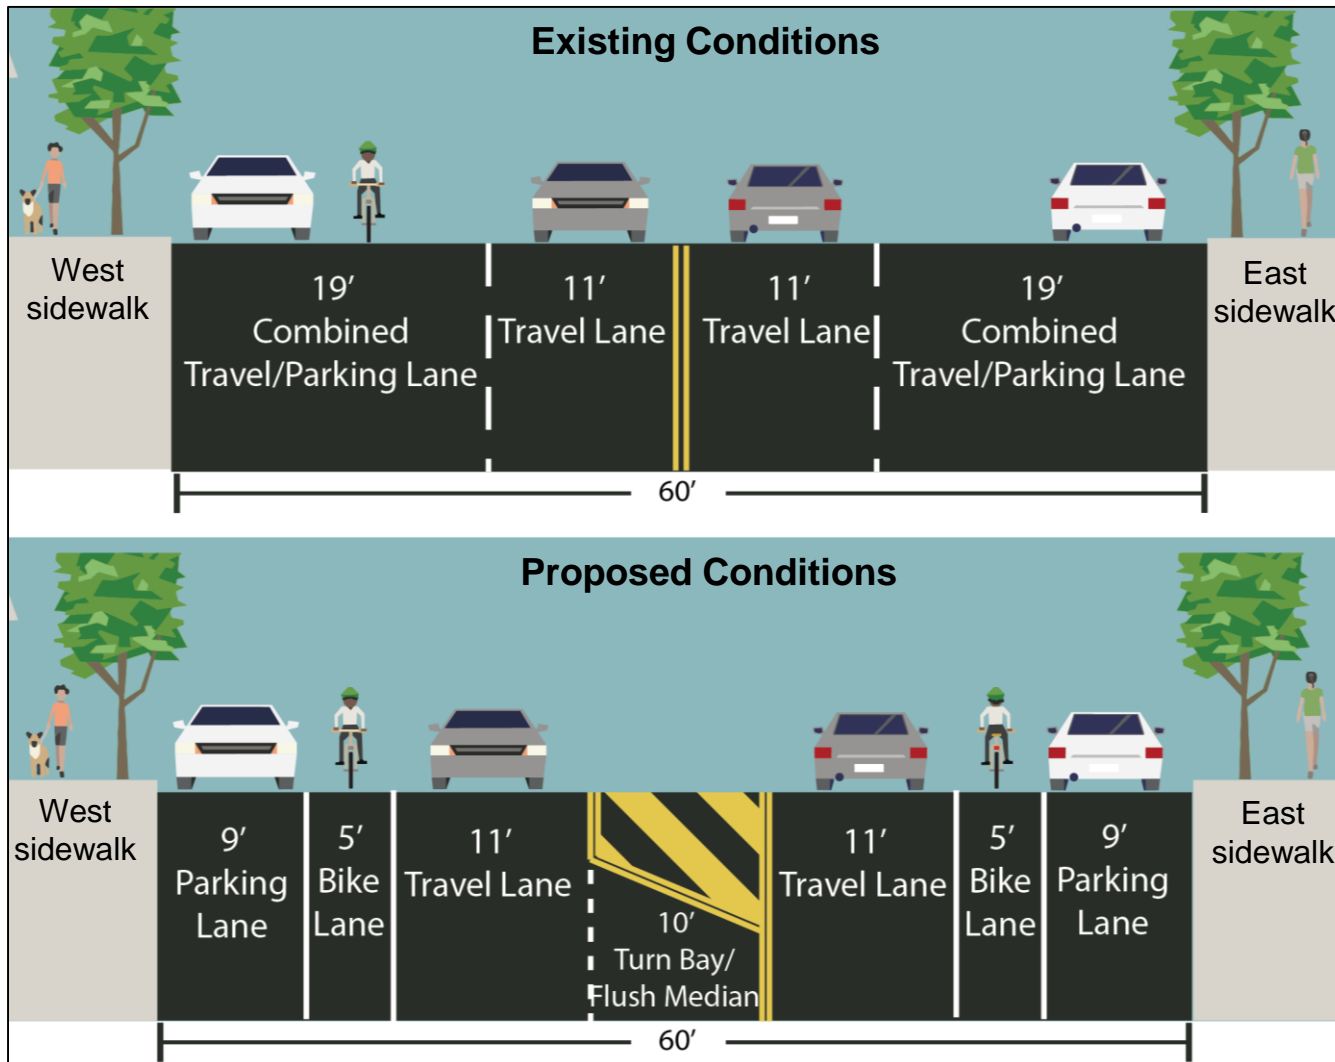 Existing Conditions
West
sidewalk
19′
Combined
Travel/Parking Lane
11′
Travel Lane
11′
Travel Lane
19′
Combined
Travel/Parking Lane
East
sidewalk
60′
Proposed Conditions
West
sidewalk
9′
Parking
Lane
5′
Bike
Lane
11′
Travel Lane
10′
Turn Bay/
Flush Median
11′
Travel Lane
5′
Bike
Lane
9′
Parking
Lane
East
sidewalk
60′